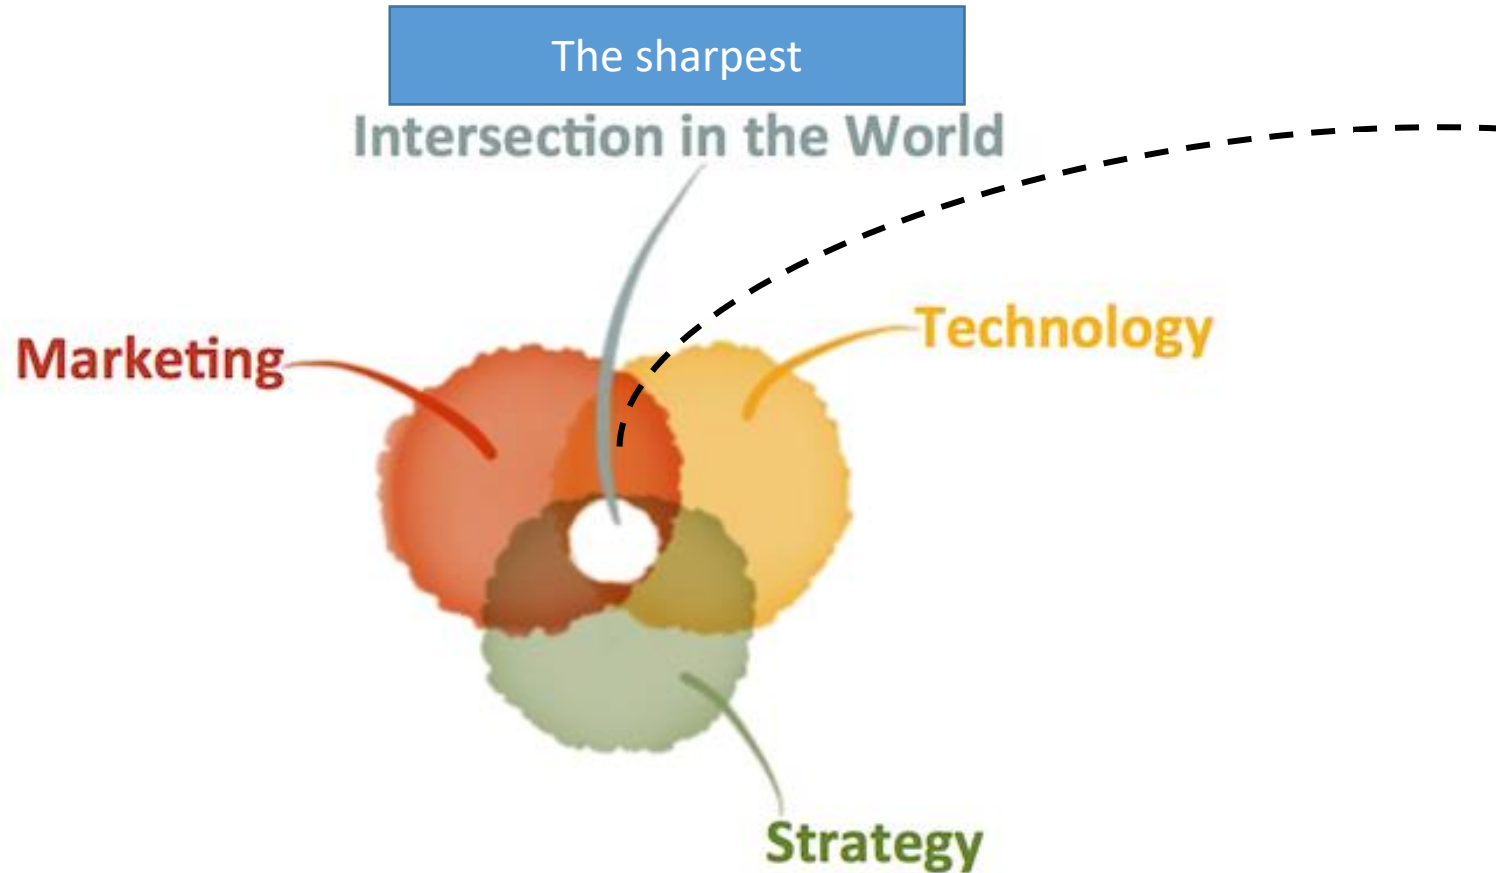 The sharpest
Intersection in the World
Technology
Marketing
Strategy